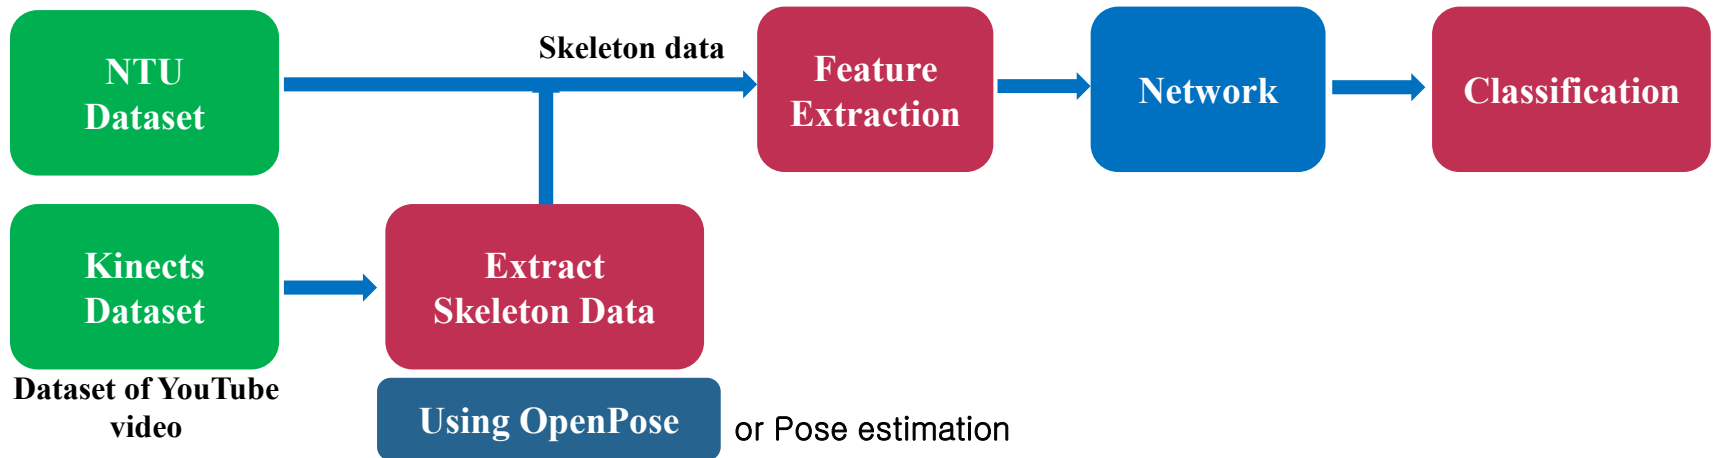 NTU
Dataset
Skeleton data
Feature
Extraction
Network
Classification
Kinects
Dataset
Extract
Skeleton Data
Dataset of YouTube
video
Using OpenPose
or Pose estimation